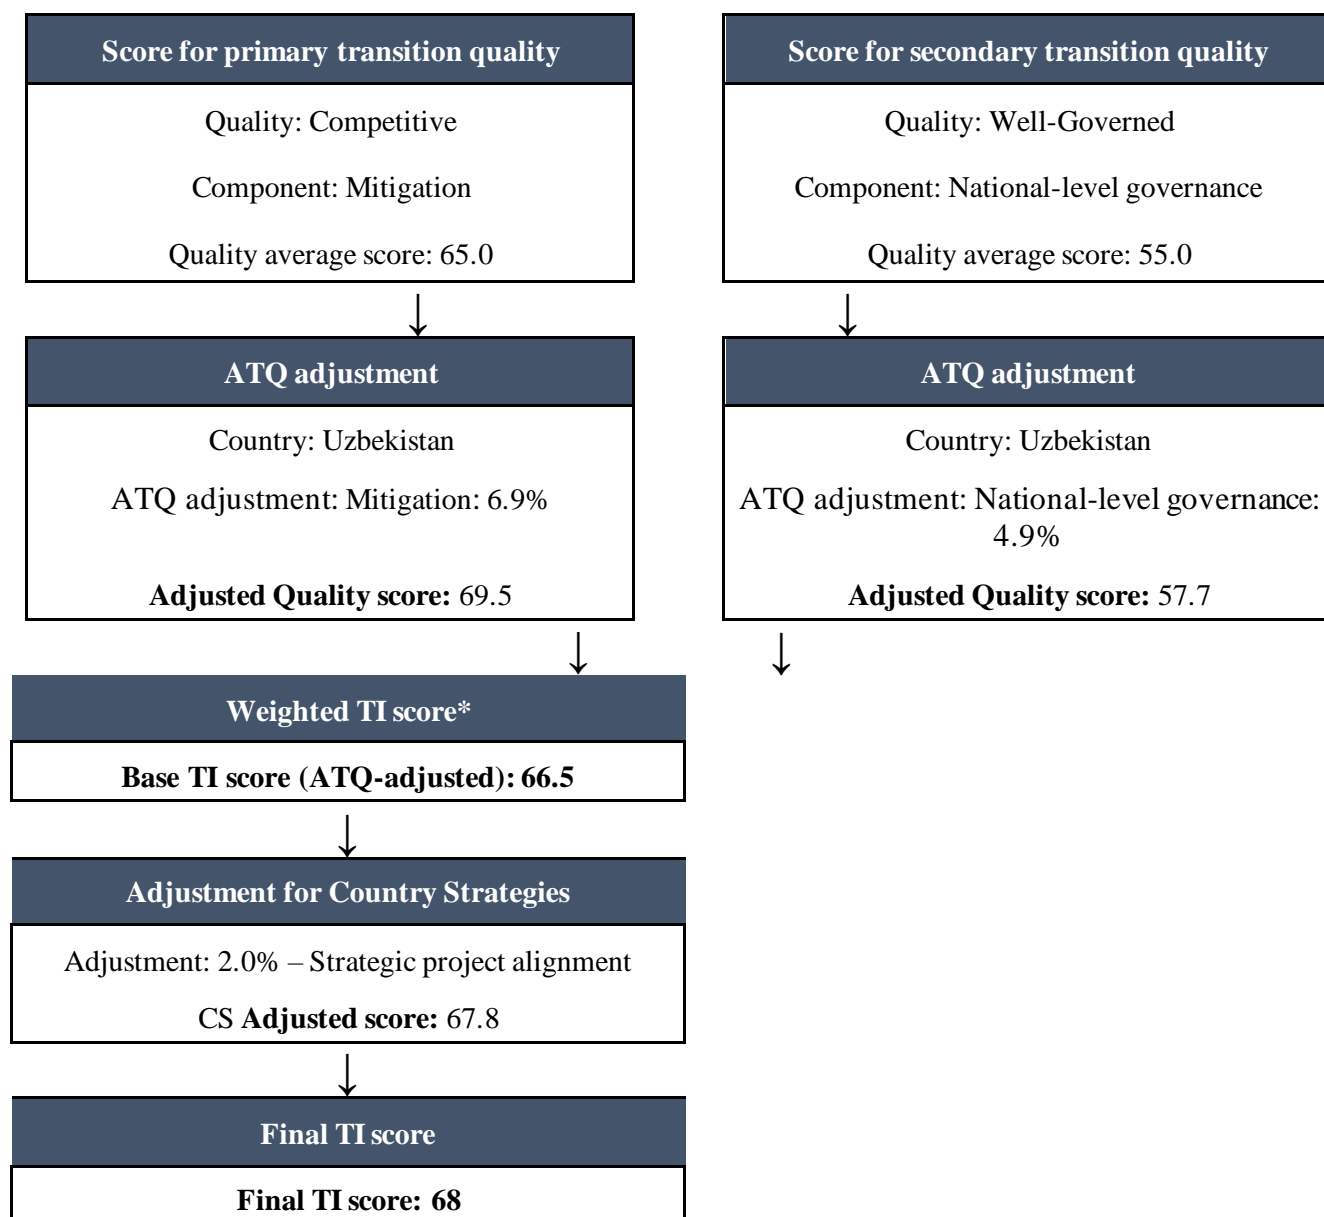 Score for primary transition quality
Quality: Competitive
Component: Mitigation
Quality average score: 65.0
Score for secondary transition quality
Quality: Well-Governed
Component: National-level governance
Quality average score: 55.0
↓
↓
ATQ adjustment
Country: Uzbekistan
ATQ adjustment: Mitigation: 6.9%
Adjusted Quality score: 69.5
ATQ adjustment
Country: Uzbekistan
ATQ adjustment: National-level governance:
4.9%
Adjusted Quality score: 57.7
↓
↓
Weighted TI score*
Base TI score (ATQ-adjusted): 66.5
↓
Adjustment for Country Strategies
Adjustment: 2.0% – Strategic project alignment
CS Adjusted score: 67.8
↓
Final TI score
Final TI score: 68